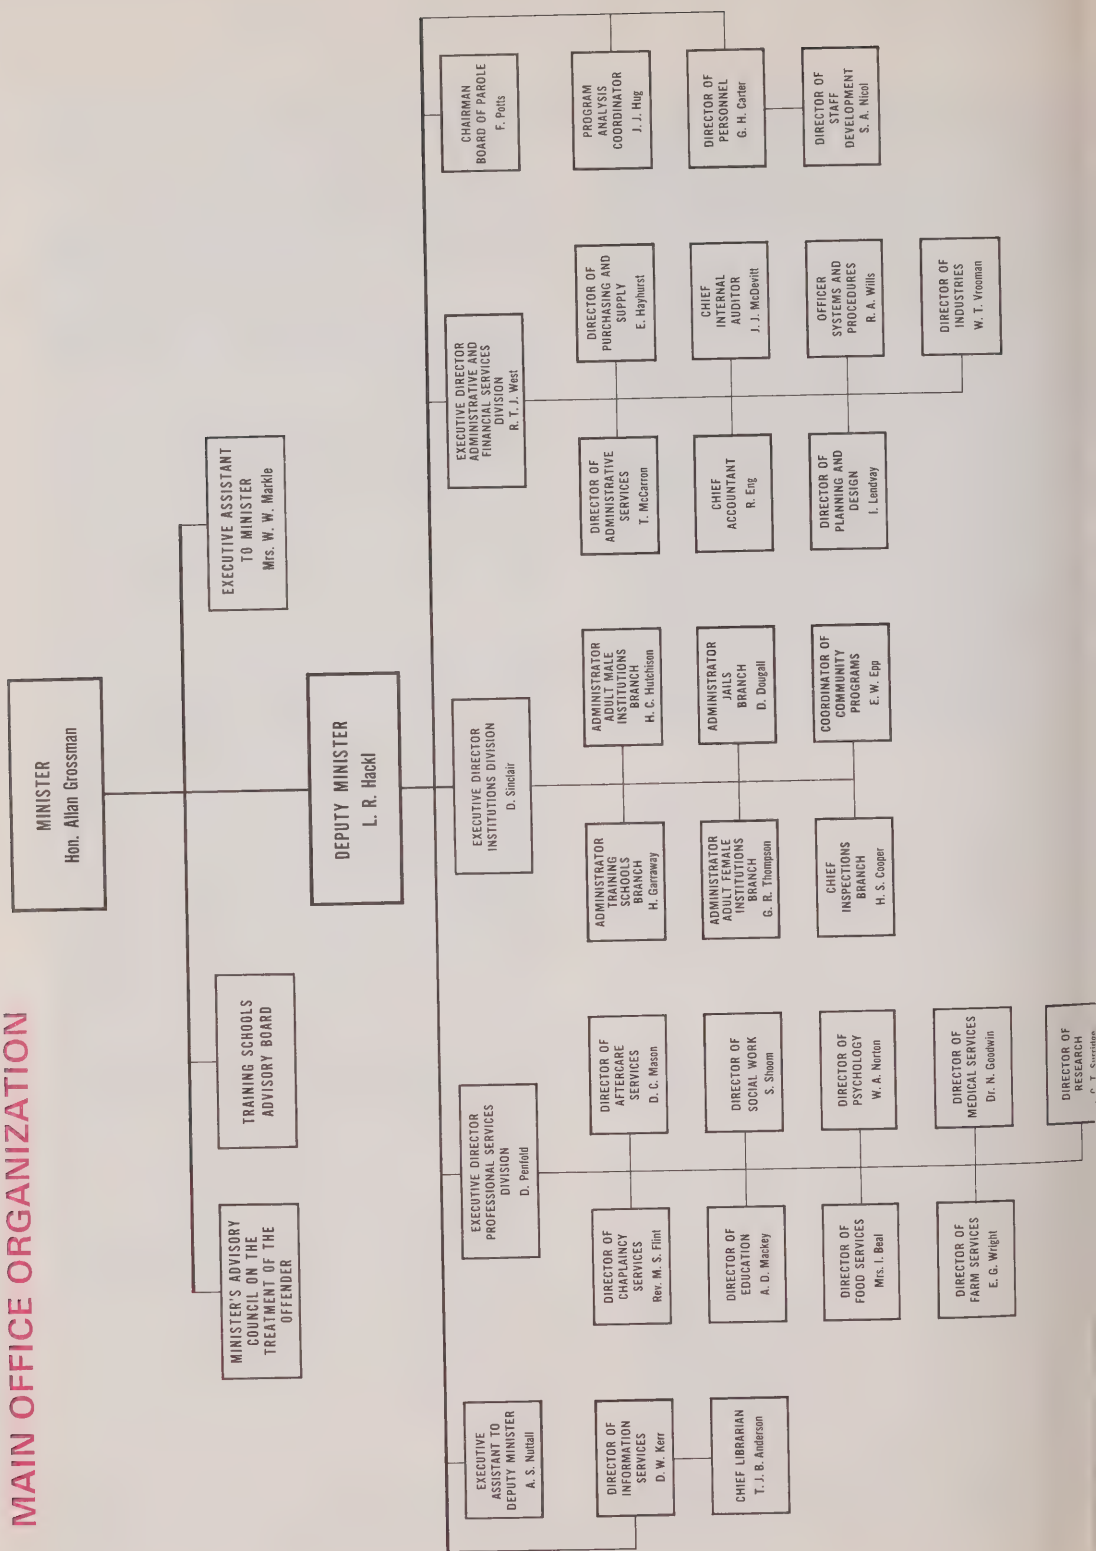 MAIN OFFICE ORGANIZATION
MINISTER
Hon. Allan Grossman
MINISTER'S ADVISORY
COUNCIL ON THE
TREATMENT OF THE
OFFENDER
TRAINING SCHOOLS
ADVISORY BOARD
EXECUTIVE ASSISTANT
TO MINISTER
Mrs. W. W. Markle
DEPUTY MINISTER
L. R. Hackl
EXECUTIVE
ASSISTANT TO
DEPUTY MINISTER
A. S. Nuttall
DIRECTOR OF
INFORMATION
SERVICES
D. W. Kerr
CHIEF LIBRARIAN
T. J. B. Anderson
EXECUTIVE DIRECTOR
PROFESSIONAL SERVICES
DIVISION
D. Penfold
DIRECTOR OF
CHAPLAINCY
SERVICES
Rev. M. S. Flint
DIRECTOR OF
AFTERCARE
SERVICES
D. C. Mason
DIRECTOR OF
EDUCATION
A. D. Mackey
DIRECTOR OF
SOCIAL WORK
S. Shoom
DIRECTOR OF
FOOD SERVICES
Mrs. I. Beal
DIRECTOR OF
PSYCHOLOGY
W. A. Norton
DIRECTOR OF
FARM SERVICES
E. G. Wright
DIRECTOR OF
MEDICAL SERVICES
Dr. N. Goodwin
DIRECTOR OF
RESEARCH
EXECUTIVE DIRECTOR
INSTITUTIONS DIVISION
D. Sinclair
ADMINISTRATOR
TRAINING
SCHOOLS
BRANCH
H. Garraway
ADMINISTRATOR
ADULT MALE
INSTITUTIONS
BRANCH
H. C. Hutchison
ADMINISTRATOR
ADULT FEMALE
INSTITUTIONS
BRANCH
G. R. Thompson
ADMINISTRATOR
JAILS
BRANCH
D. Dougall
CHIEF
INSPECTIONS
BRANCH
H. S. Cooper
COORDINATOR OF
COMMUNITY
PROGRAMS
E. W. Epp
EXECUTIVE DIRECTOR
ADMINISTRATIVE AND
FINANCIAL SERVICES
DIVISION
R. T. J. West
DIRECTOR OF
ADMINISTRATIVE
SERVICES
T. McCarron
DIRECTOR OF
PURCHASING AND
SUPPLY
E. Hayhurst
CHIEF
ACCOUNTANT
R. Eng
CHIEF
INTERNAL
AUDITOR
J. J. McDevitt
DIRECTOR OF
PLANNING AND
DESIGN
I. Lendvay
OFFICER
SYSTEMS AND
PROCEDURES
R. A. Wills
DIRECTOR OF
INDUSTRIES
W. T. Vrooman
CHAIRMAN
BOARD OF PAROLE
F. Potts
PROGRAM
ANALYSIS
COORDINATOR
J. J. Hug
DIRECTOR OF
PERSONNEL
G. H. Carter
DIRECTOR OF
STAFF
DEVELOPMENT
S. A. Nicol